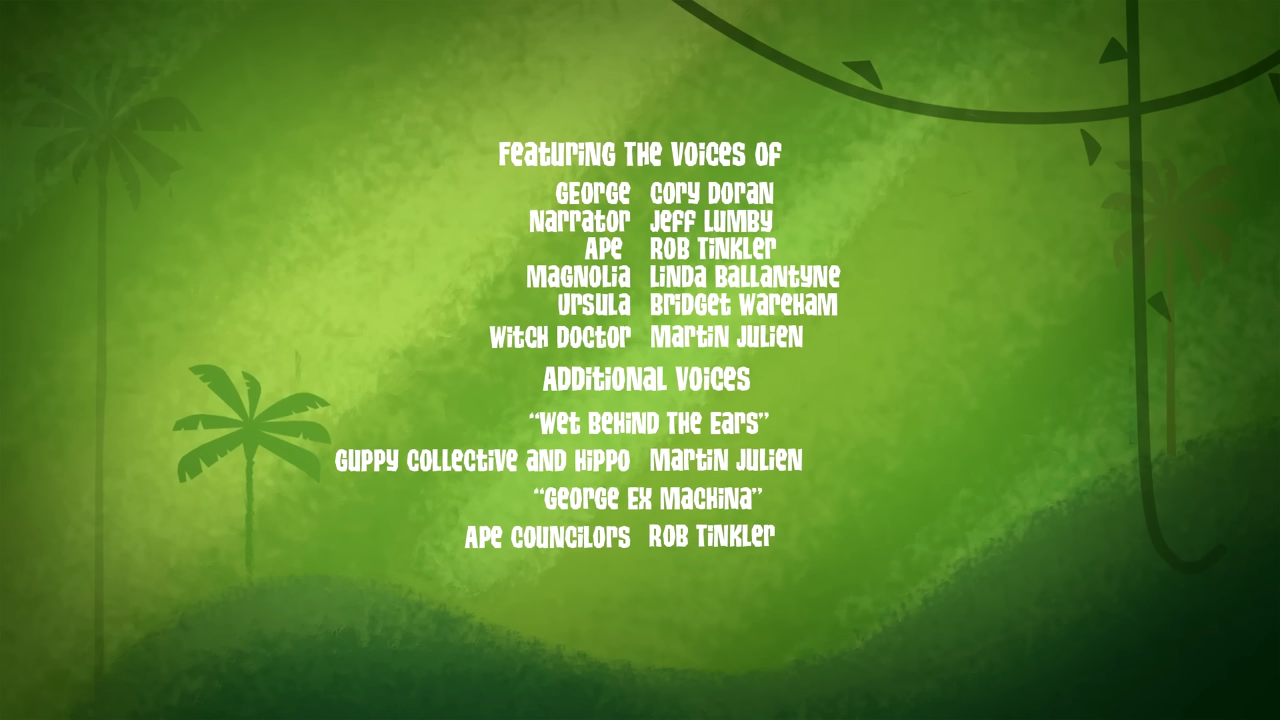 Featuring The Voices Of
George Cory Doran
Narrator Jeff Lumby
Ape Rob Tinkler
Magnolia Linda Ballantyne
Ursula Bridget Wareham
Witch Doctor Martin Julien
Additional Voices
“Wet Behind The Ears”
Guppy Collective and Hippo Martin Julien
“George Ex Machina”
Ape Councilors Rob Tinkler